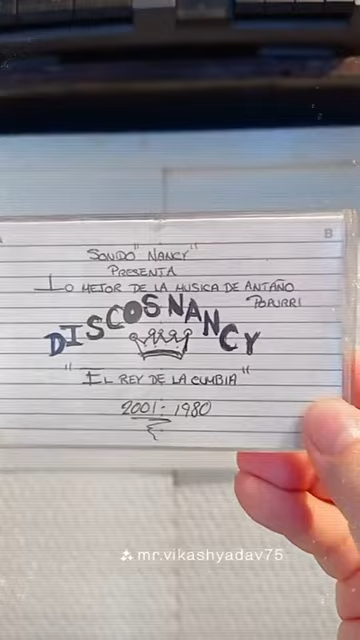 B
SONDO "NANCY"
PRESENTA
LO MEJOR DE LA MUSICA DE ANTAÑO
POPURRI
DISCOS NANCY
"EL REY DE LA CUMBIA"
2001 - 1980
mr.vikashyadav75